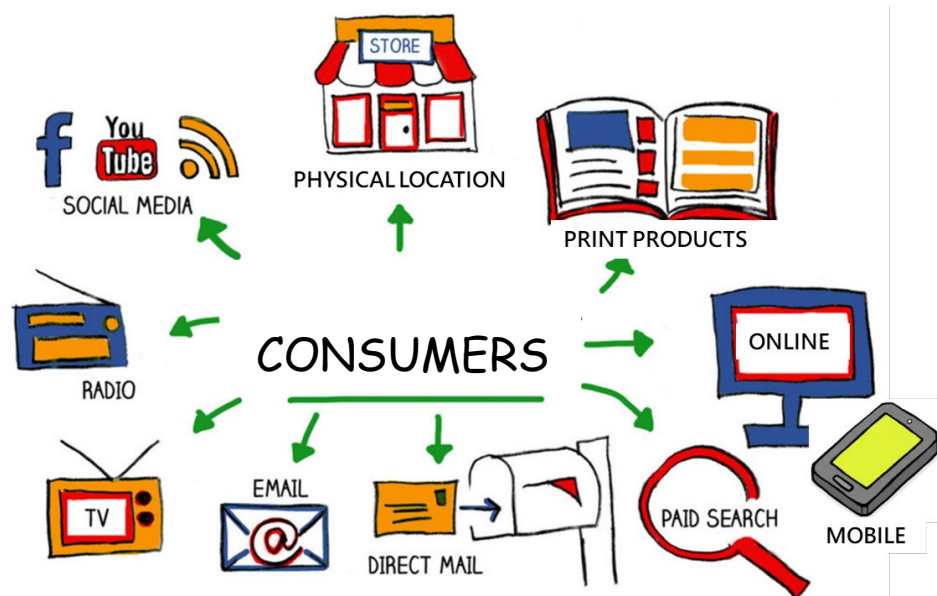 STORE
You
Tube
f
SOCIAL MEDIA
PHYSICAL LOCATION
PRINT PRODUCTS
RADIO
CONSUMERS
ONLINE
TV
EMAIL
@
DIRECT MAIL
PAID SEARCH
MOBILE